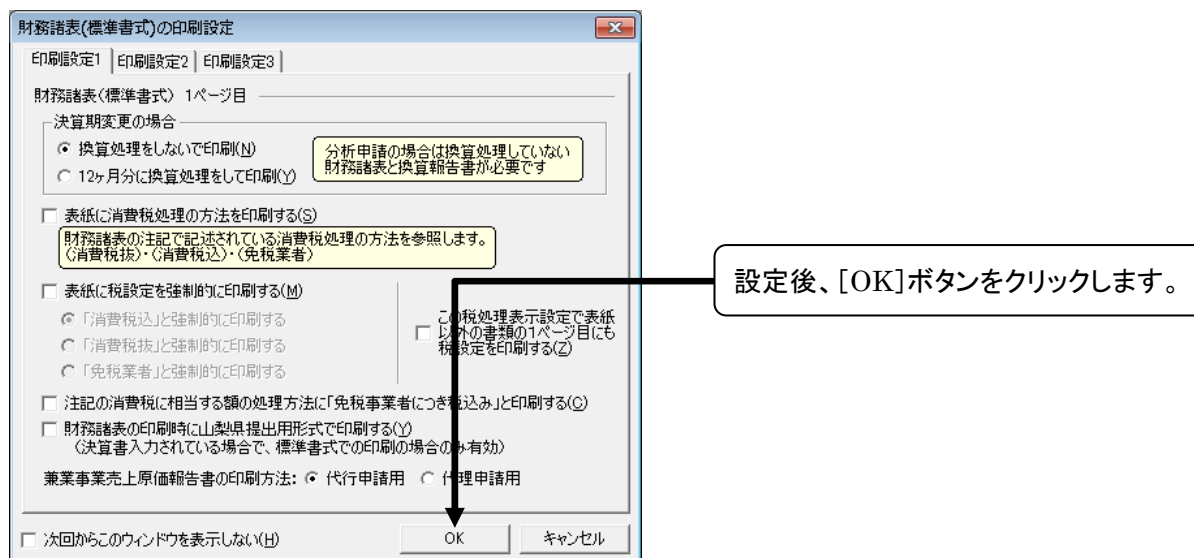 財務諸表(標準書式)の印刷設定
印刷設定1 印刷設定2 印刷設定3
財務諸表(標準書式) 1ページ目
決算期変更の場合
換算処理をしないで印刷(N)
12ヶ月分に換算処理をして印刷(Y)
分析申請の場合は換算処理していない
財務諸表と換算報告書が必要です
表紙に消費税処理の方法を印刷する(S)
財務諸表の注記で記述されている消費税処理の方法を参照します。
(消費税抜)・(消費税込)・(免税業者)
表紙に税設定を強制的に印刷する(M)
「消費税込」と強制的に印刷する
「消費税抜」と強制的に印刷する
「免税業者」と強制的に印刷する
この税処理表示設定で表紙
以外の書類の1ページ目にも
税設定を印刷する(Z)
注記の消費税に相当する額の処理方法に「免税事業者につき税込み」と印刷する(C)
財務諸表の印刷時に山梨県提出用形式で印刷する(Y)
(決算書入力されている場合で、標準書式での印刷の場合のみ有効)
兼業事業売上原価報告書の印刷方法: 代行申請用 代理申請用
次回からこのウィンドウを表示しない(H)
OK キャンセル
設定後、[OK]ボタンをクリックします。